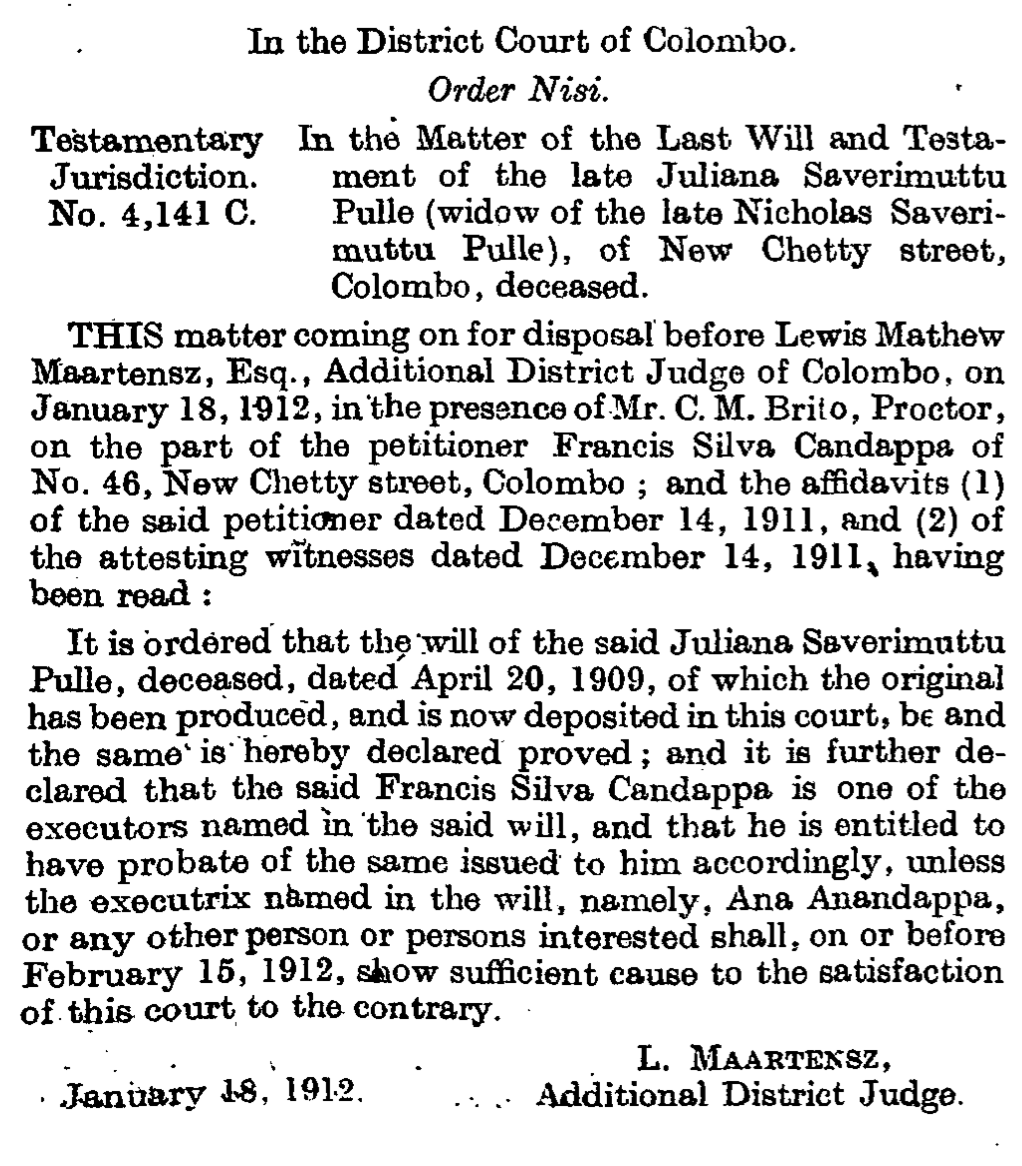 In the District Court of Colombo.
Order Nisi.
Testamentary Jurisdiction. No. 4,141 C.
In the Matter of the Last Will and Testa-
ment of the late Juliana Saverimuttu
Pulle (widow of the late Nicholas Saveri-
muttu Pulle), of New Chetty street,
Colombo, deceased.
THIS matter coming on for disposal before Lewis Mathew
Maartensz, Esq., Additional District Judge of Colombo, on
January 18, 1912, in the presence of Mr. C. M. Brito, Proctor,
on the part of the petitioner Francis Silva Candappa of
No. 46, New Chetty street, Colombo ; and the affidavits (1)
of the said petitioner dated December 14, 1911, and (2) of
the attesting witnesses dated December 14, 1911, having
been read :
It is ordered that the will of the said Juliana Saverimuttu
Pulle, deceased, dated April 20, 1909, of which the original
has been produced, and is now deposited in this court, be and
the same is hereby declared proved ; and it is further de-
clared that the said Francis Silva Candappa is one of the
executors named in the said will, and that he is entitled to
have probate of the same issued to him accordingly, unless
the executrix named in the will, namely, Ana Anandappa,
or any other person or persons interested shall, on or before
February 15, 1912, show sufficient cause to the satisfaction
of this court to the contrary.
L. MAARTENSZ,
January 18, 1912. Additional District Judge.